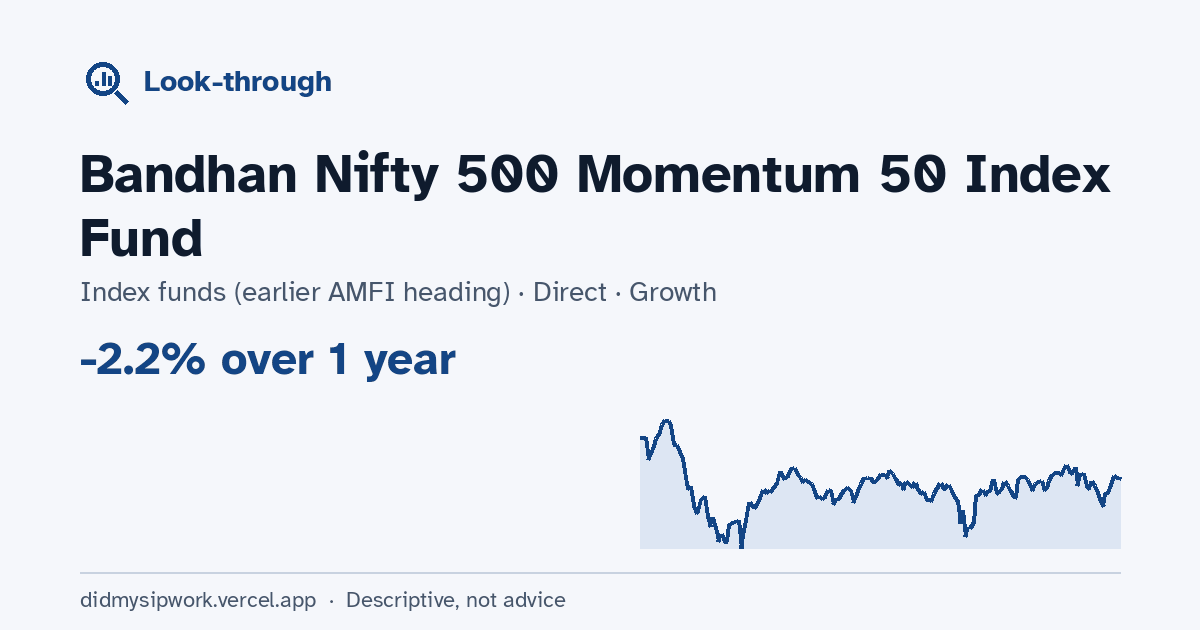 Look-through
Bandhan Nifty 500 Momentum 50 Index
Fund
Index funds (earlier AMFI heading) · Direct · Growth
-2.2% over 1 year
didmysipwork.vercel.app · Descriptive, not advice